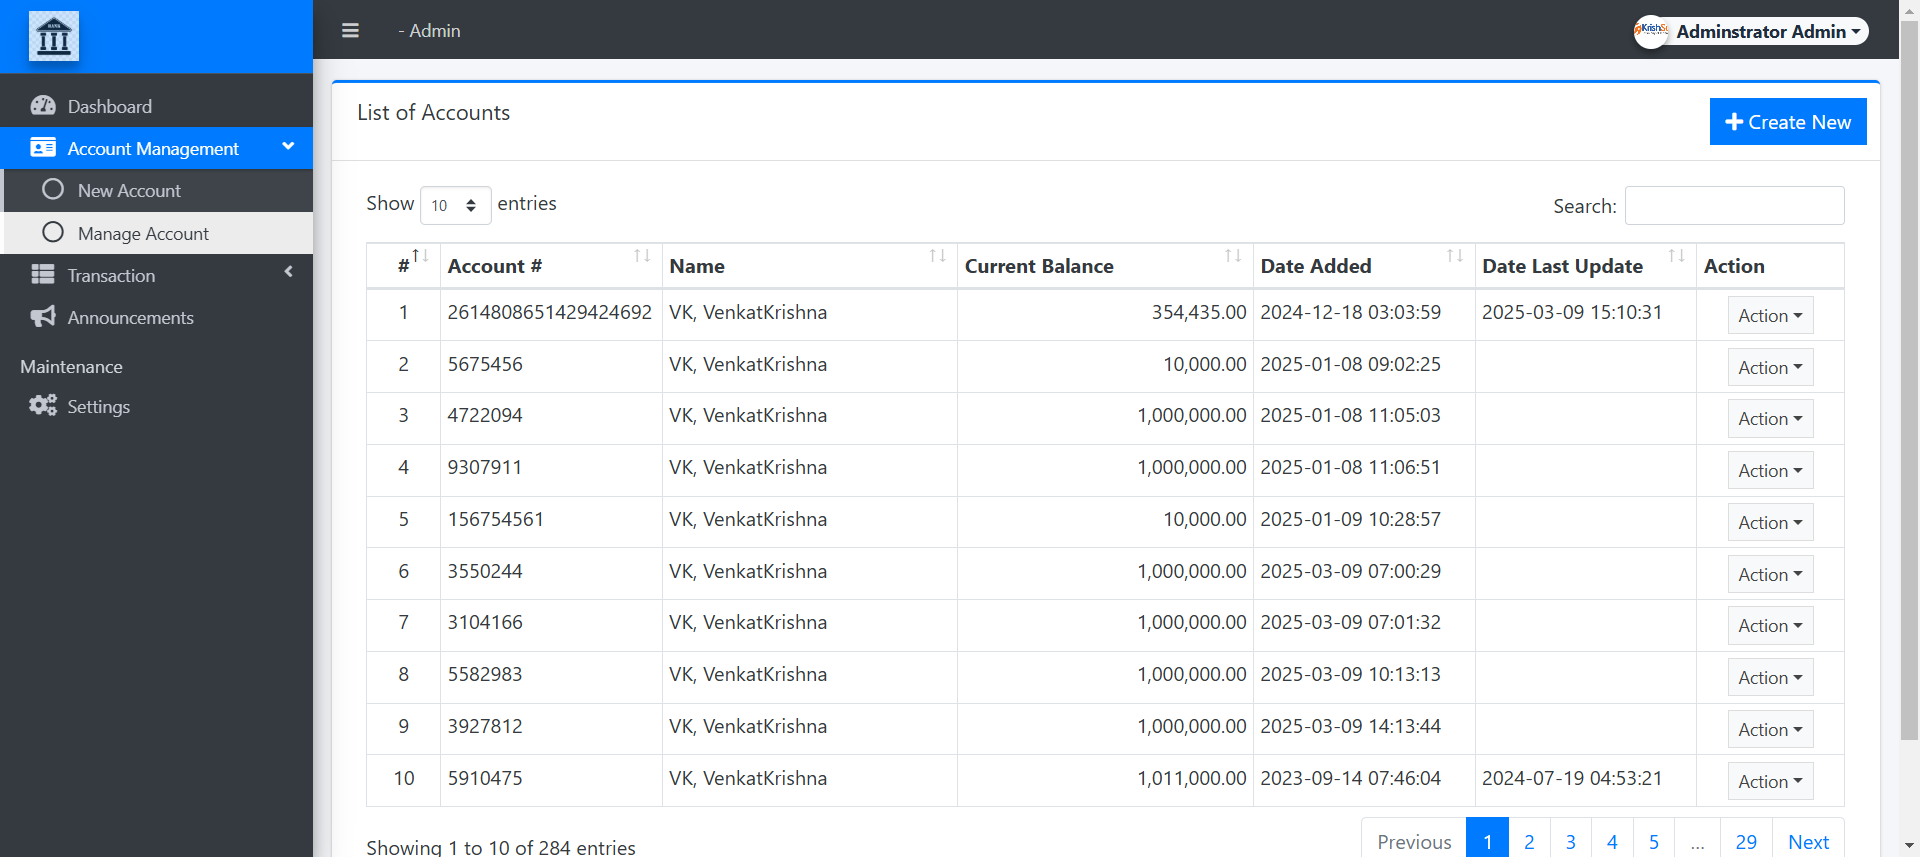 BANK
- Admin
Adminstrator Admin
Dashboard
Account Management
New Account
Manage Account
Transaction
Announcements
Maintenance
Settings
List of Accounts
Create New
Show 10 entries
Search:
# Account # Name Current Balance Date Added Date Last Update Action
1 2614808651429424692 VK, VenkatKrishna 354,435.00 2024-12-18 03:03:59 2025-03-09 15:10:31 Action
2 5675456 VK, VenkatKrishna 10,000.00 2025-01-08 09:02:25 Action
3 4722094 VK, VenkatKrishna 1,000,000.00 2025-01-08 11:05:03 Action
4 9307911 VK, VenkatKrishna 1,000,000.00 2025-01-08 11:06:51 Action
5 156754561 VK, VenkatKrishna 10,000.00 2025-01-09 10:28:57 Action
6 3550244 VK, VenkatKrishna 1,000,000.00 2025-03-09 07:00:29 Action
7 3104166 VK, VenkatKrishna 1,000,000.00 2025-03-09 07:01:32 Action
8 5582983 VK, VenkatKrishna 1,000,000.00 2025-03-09 10:13:13 Action
9 3927812 VK, VenkatKrishna 1,000,000.00 2025-03-09 14:13:44 Action
10 5910475 VK, VenkatKrishna 1,011,000.00 2023-09-14 07:46:04 2024-07-19 04:53:21 Action
Showing 1 to 10 of 284 entries
Previous 1 2 3 4 5 ... 29 Next